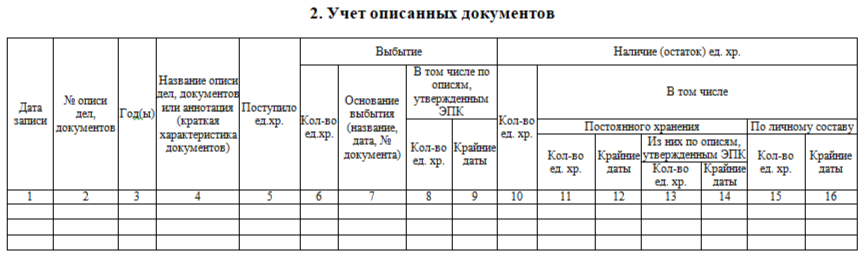 2. Учет описанных документов
Дата
записи
№ описи
дел,
документов
Год(ы)
Название описи
дел, документов
или аннотация
(краткая
характеристика
документов)
Поступило
ед.хр.
Выбытие
Кол-во
ед.хр.
Основание
выбытия
(название,
дата, №
документа)
В том числе по
описям,
утвержденным
ЭПК
Кол-во
ед. хр.
Крайние
даты
Наличие (остаток) ед. хр.
Кол-во
ед. хр.
В том числе
Постоянного хранения
Кол-во
ед. хр.
Крайние
даты
Из них по описям,
утвержденным ЭПК
Кол-во
ед. хр.
Крайние
даты
По личному составу
Кол-во
ед. хр.
Крайние
даты
1 2 3 4 5 6 7 8 9 10 11 12 13 14 15 16